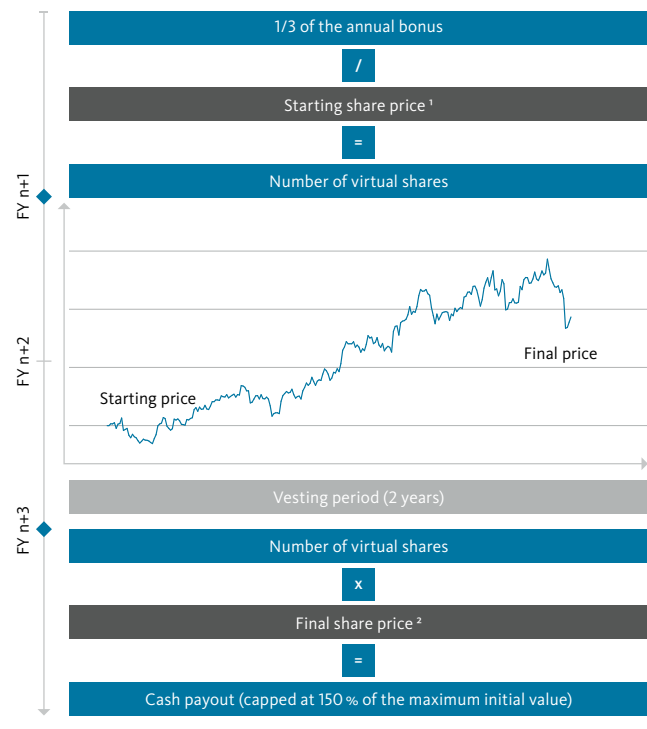 1/3 of the annual bonus
/
Starting share price ¹
=
Number of virtual shares
FY n+1
FY n+2
Final price
Starting price
Vesting period (2 years)
FY n+3
Number of virtual shares
x
Final share price ²
=
Cash payout (capped at 150 % of the maximum initial value)